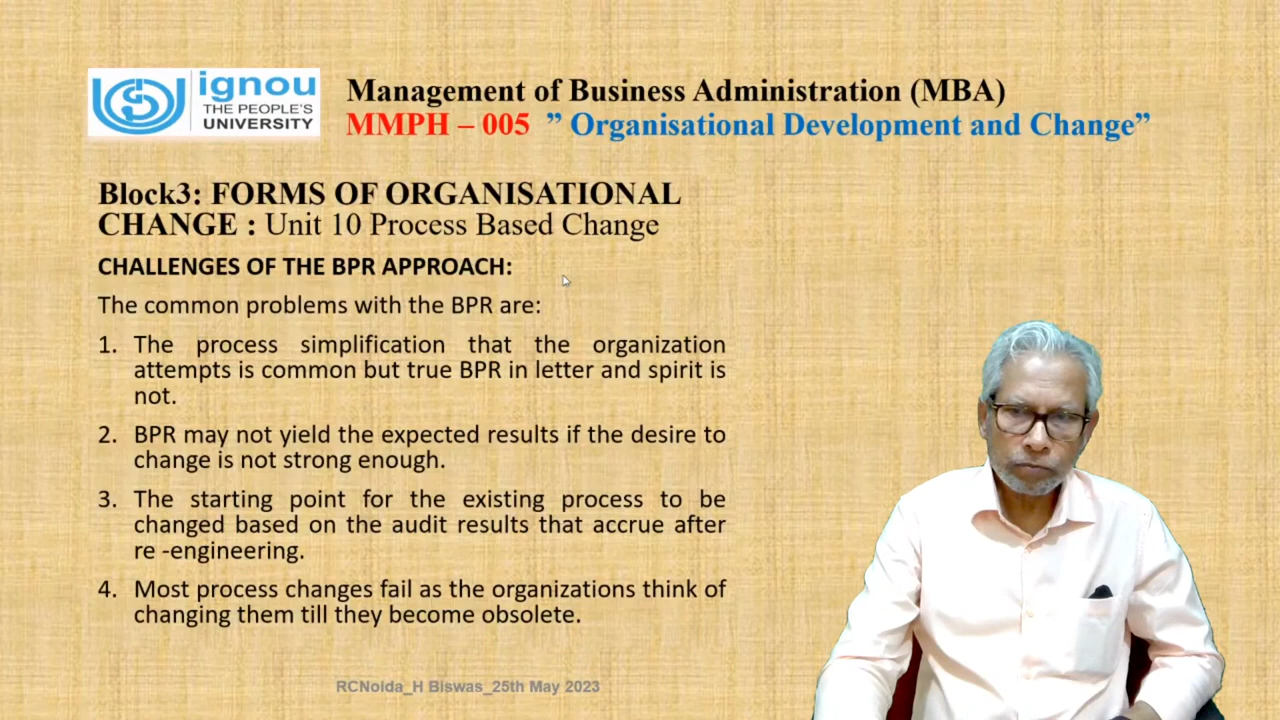 ignou
THE PEOPLE'S
UNIVERSITY
Management of Business Administration (MBA)
MMPH – 005 ” Organisational Development and Change”
Block3: FORMS OF ORGANISATIONAL
CHANGE : Unit 10 Process Based Change
CHALLENGES OF THE BPR APPROACH:
The common problems with the BPR are:
1. The process simplification that the organization
attempts is common but true BPR in letter and spirit is
not.
2. BPR may not yield the expected results if the desire to
change is not strong enough.
3. The starting point for the existing process to be
changed based on the audit results that accrue after
re -engineering.
4. Most process changes fail as the organizations think of
changing them till they become obsolete.
RCNoida_H Biswas_25th May 2023